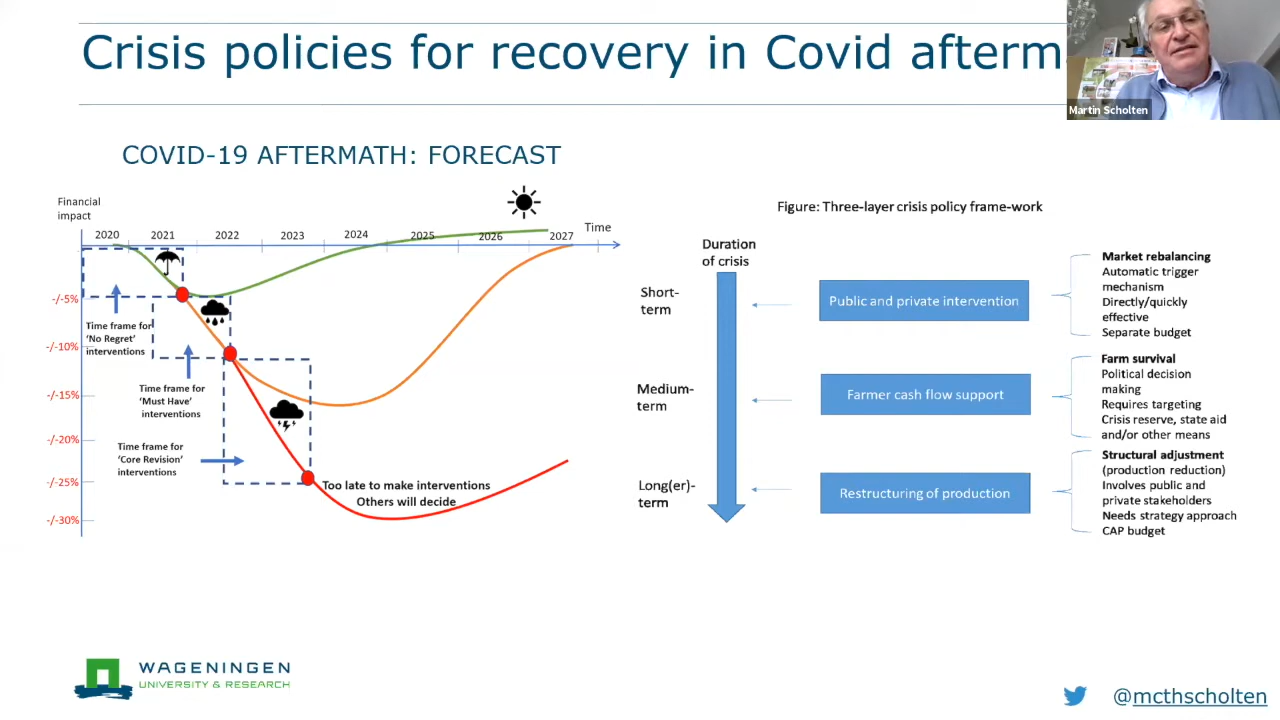 Crisis policies for recovery in Covid afterm
Martin Scholten
COVID-19 AFTERMATH: FORECAST
Financial
impact
2020 2021 2022 2023 2024 2025 2026 2027
Time
-/-5%
-/-10%
-/-15%
-/-20%
-/-25%
-/-30%
Time frame for
'No Regret'
interventions
Time frame for
'Must Have'
interventions
Time frame for
'Core Revision'
interventions
Too late to make interventions
Others will decide
Figure: Three-layer crisis policy frame-work
Duration
of crisis
Short-
term
Public and private intervention
Market rebalancing
Automatic trigger
mechanism
Directly/quickly
effective
Separate budget
Medium-
term
Farmer cash flow support
Farm survival
Political decision
making
Requires targeting
Crisis reserve, state aid
and/or other means
Long(er)-
term
Restructuring of production
Structural adjustment
(production reduction)
Involves public and
private stakeholders
Needs strategy approach
CAP budget
WAGENINGEN
UNIVERSITY & RESEARCH
@mcthscholten